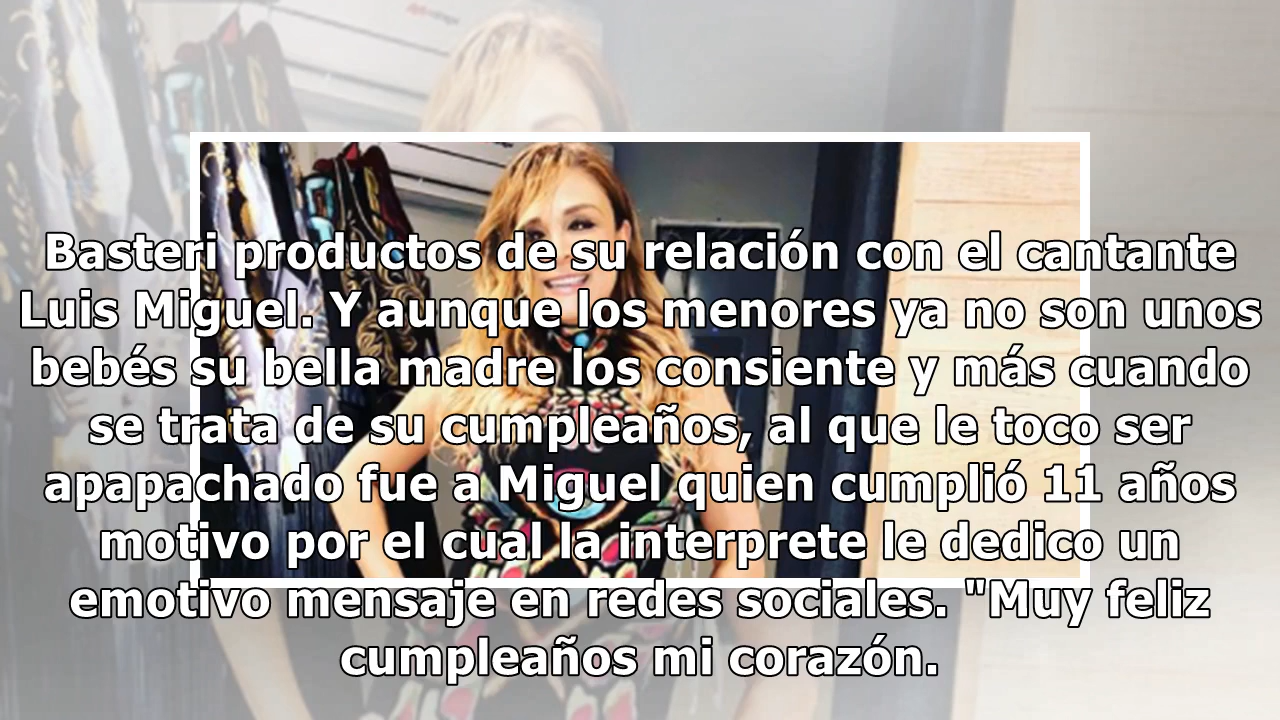 Basteri productos de su relación con el cantante
Luis Miguel. Y aunque los menores ya no son unos
bebés su bella madre los consiente y más cuando
se trata de su cumpleaños, al que le toco ser
apapachado fue a Miguel quien cumplió 11 años
motivo por el cual la interprete le dedico un
emotivo mensaje en redes sociales. "Muy feliz
cumpleaños mi corazón.